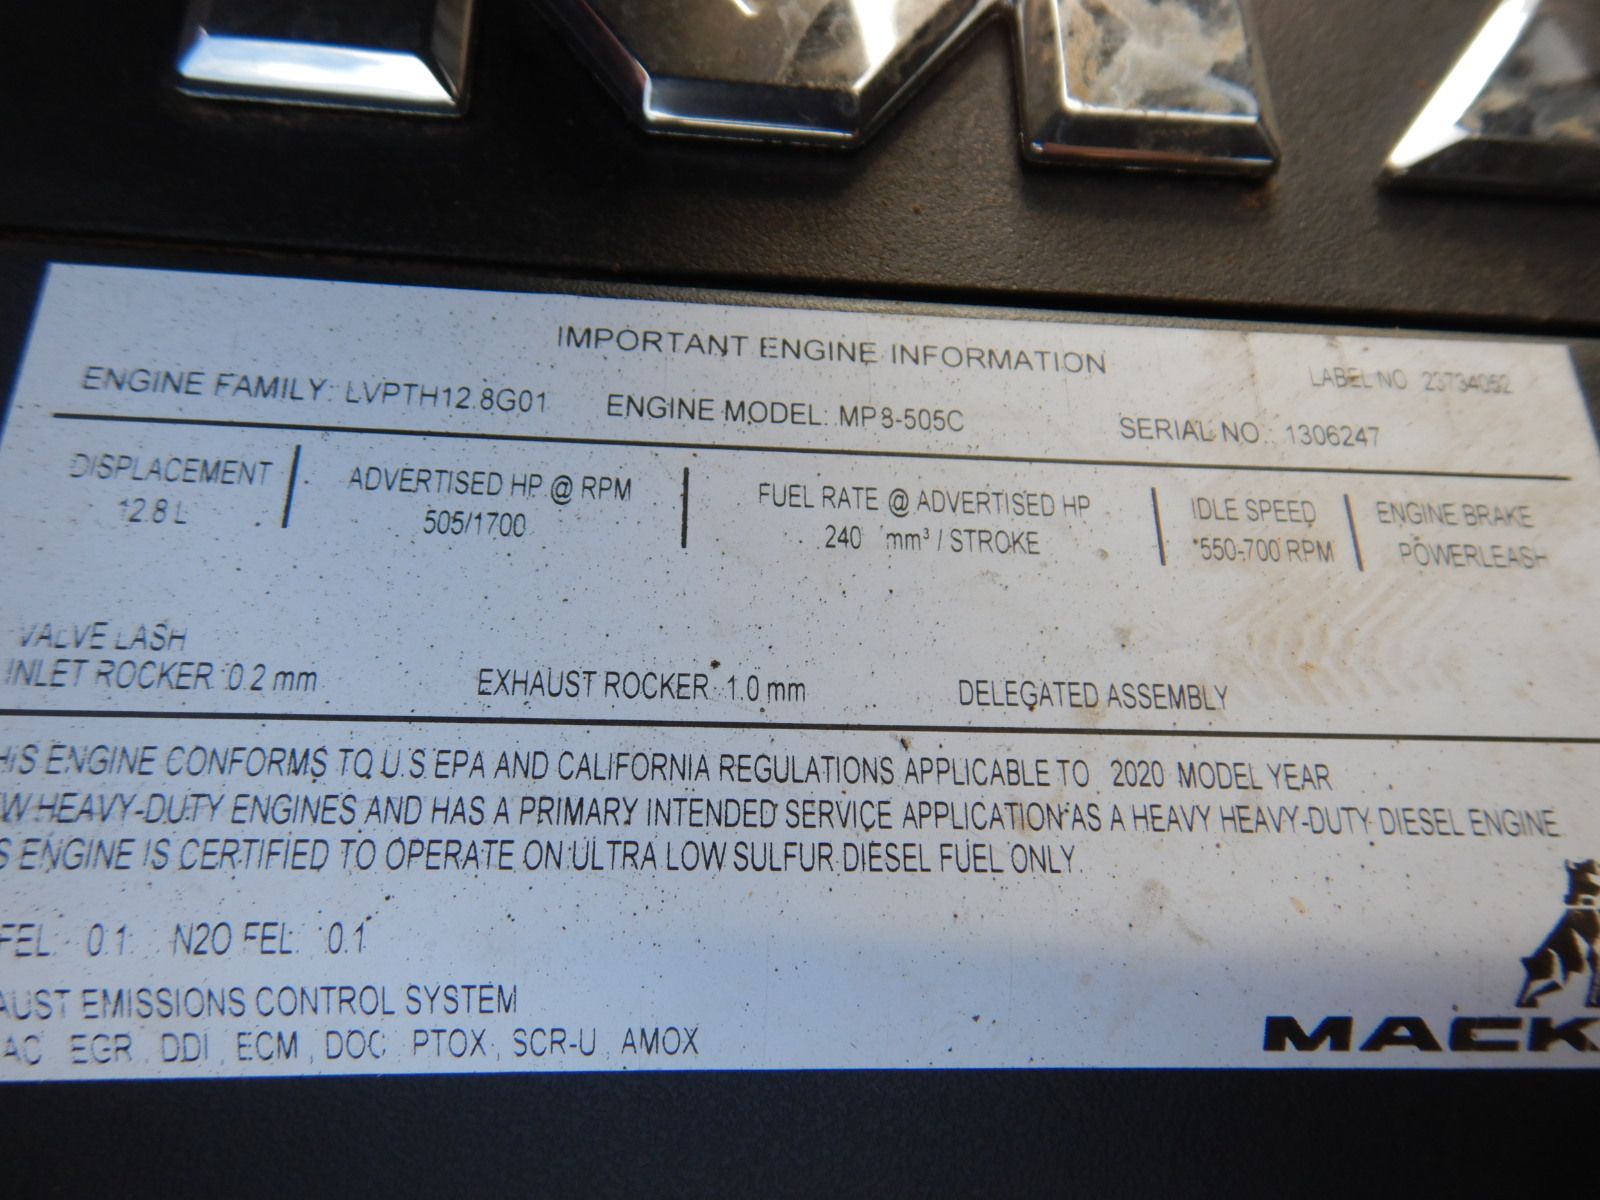 IMPORTANT ENGINE INFORMATION
LABEL NO 23734052
ENGINE FAMILY: LVPTH12.8G01 ENGINE MODEL: MP8-505C SERIAL NO.: 1306247
DISPLACEMENT
12.8 L
ADVERTISED HP @ RPM
505/1700
FUEL RATE @ ADVERTISED HP
240 mm³ / STROKE
IDLE SPEED
*550-700 RPM
ENGINE BRAKE
POWERLEASH
VALVE LASH
INLET ROCKER 0.2 mm EXHAUST ROCKER 1.0 mm DELEGATED ASSEMBLY
HIS ENGINE CONFORMS TO U.S EPA AND CALIFORNIA REGULATIONS APPLICABLE TO 2020 MODEL YEAR
W HEAVY-DUTY ENGINES AND HAS A PRIMARY INTENDED SERVICE APPLICATION AS A HEAVY HEAVY-DUTY DIESEL ENGINE
S ENGINE IS CERTIFIED TO OPERATE ON ULTRA LOW SULFUR DIESEL FUEL ONLY.
FEL: 0.1 N2O FEL: 0.1
AUST EMISSIONS CONTROL SYSTEM
AC, EGR, DDI, ECM, DOC, PTOX, SCR-U, AMOX
MACK